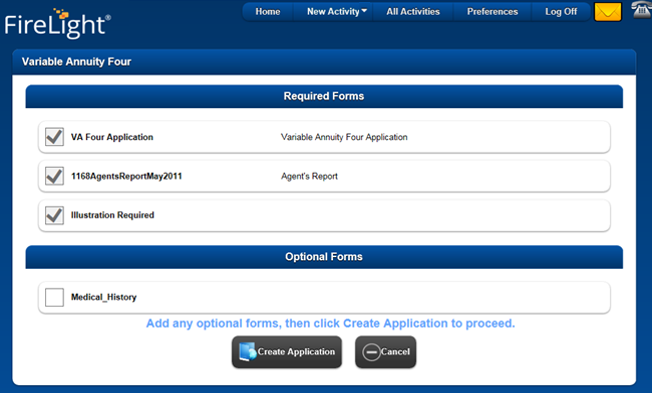 FireLight®
Home New Activity All Activities Preferences Log Off
Variable Annuity Four
Required Forms
VA Four Application Variable Annuity Four Application
1168AgentsReportMay2011 Agent's Report
Illustration Required
Optional Forms
Medical_History
Add any optional forms, then click Create Application to proceed.
Create Application Cancel